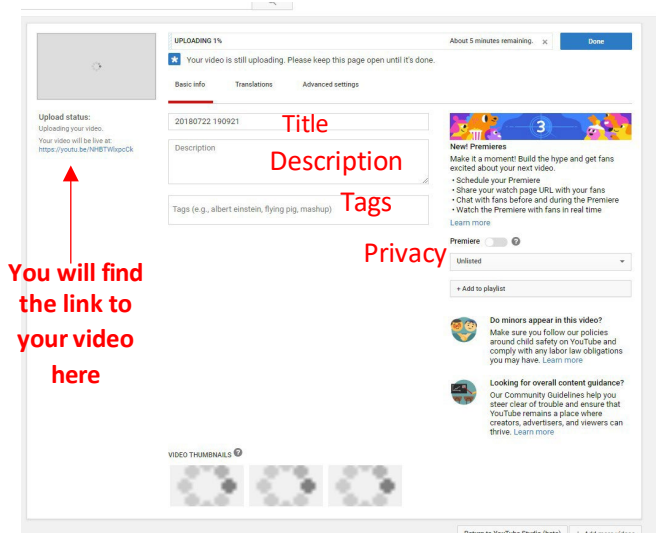 UPLOADING 1%
About 5 minutes remaining. x
Done
Your video is still uploading. Please keep this page open until it's done.
Basic info Translations Advanced settings
Upload status:
Uploading your video.
Your video will be live at:
https://youtu.be/NHBTWlxpcCk
You will find
the link to
your video
here
20180722 190921
Title
Description
Description
Tags (e.g., albert einstein, flying pig, mashup)
Tags
Privacy
3
New! Premieres
Make it a moment! Build the hype and get fans
excited about your next video.
• Schedule your Premiere
• Share your watch page URL with your fans
• Chat with fans before and during the Premiere
• Watch the Premiere with fans in real time
Learn more
Premiere ?
Unlisted
+ Add to playlist
Do minors appear in this video?
Make sure you follow our policies
around child safety on YouTube and
comply with any labor law obligations
you may have. Learn more
Looking for overall content guidance?
Our Community Guidelines help you
steer clear of trouble and ensure that
YouTube remains a place where
creators, advertisers, and viewers can
thrive. Learn more
VIDEO THUMBNAILS ?
Return to YouTube Studio (beta) + Add more videos